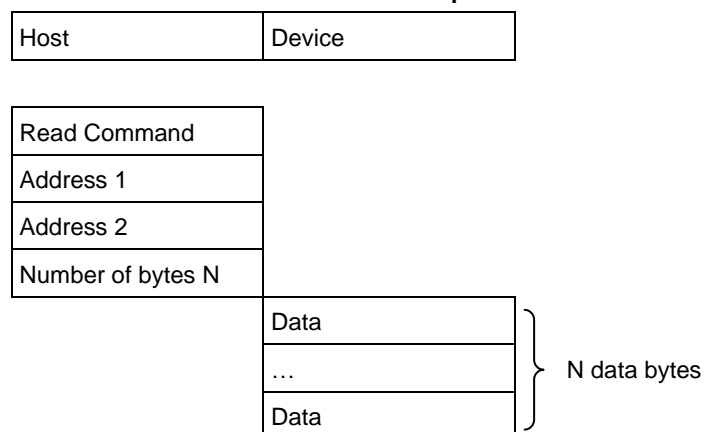 Host Device
Read Command
Address 1
Address 2
Number of bytes N
Data
…
N data bytes
Data